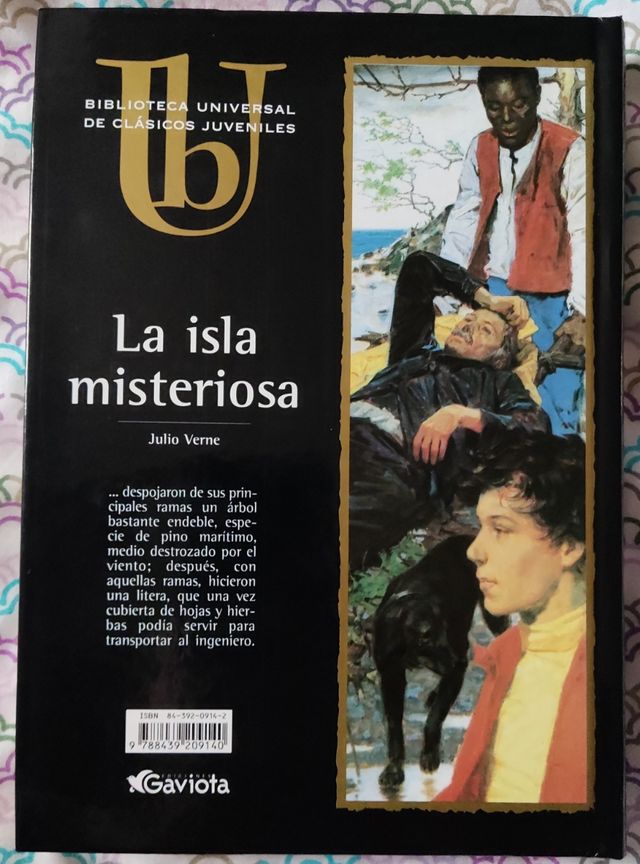 BIBLIOTECA UNIVERSAL
DE CLÁSICOS JUVENILES
Ub
La isla
misteriosa
Julio Verne
... despojaron de sus prin-
cipales ramas un árbol
bastante endeble, espe-
cie de pino marítimo,
medio destrozado por el
viento; después, con
aquellas ramas, hicieron
una litera, que una vez
cubierta de hojas y hier-
bas podía servir para
transportar al ingeniero.
ISBN 84-392-0914-2
9 788439 209140
EDICIONES
Gaviota